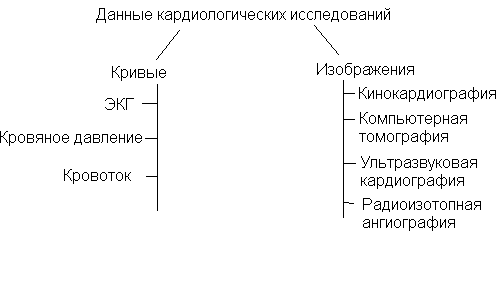 Данные кардиологических исследований
Кривые
ЭКГ
Кровяное давление
Кровоток
Изображения
Кинокардиография
Компьютерная
томография
Ультразвуковая
кардиография
Радиоизотопная
ангиография